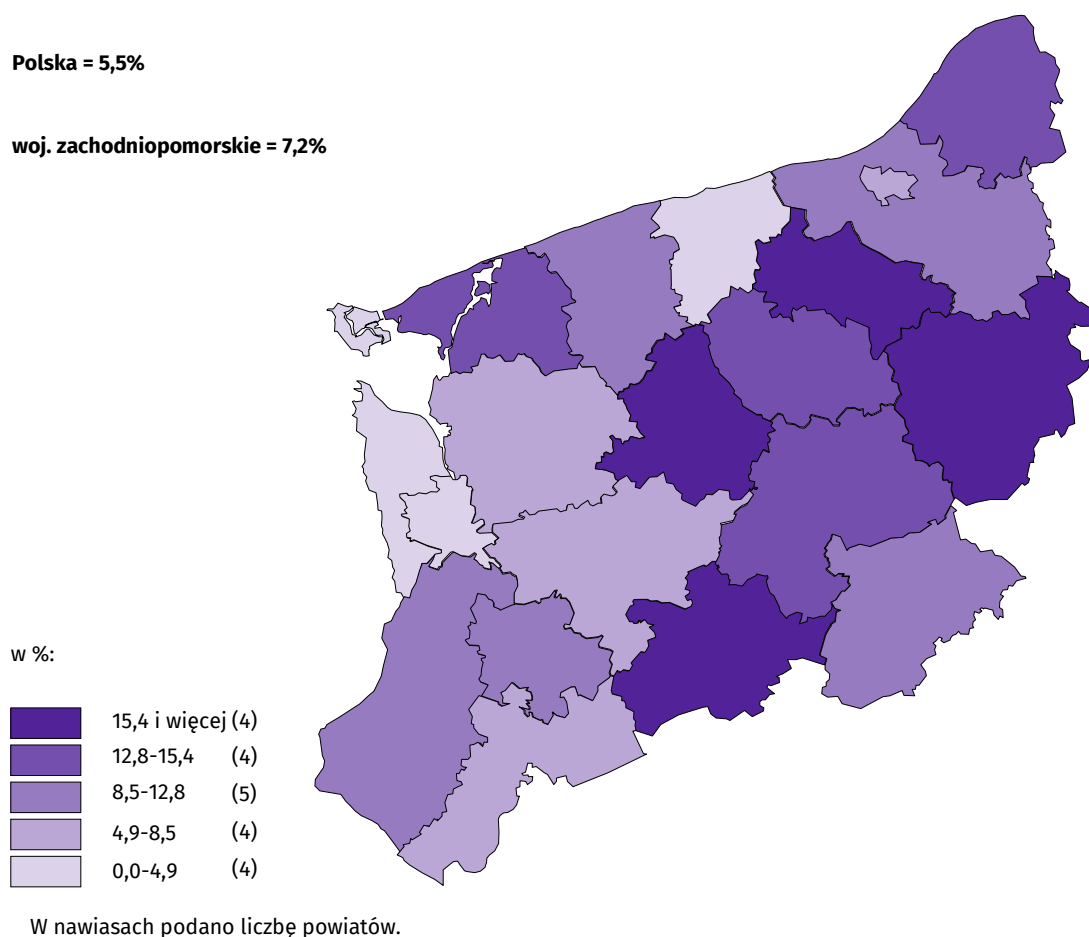 Polska = 5,5%
woj. zachodniopomorskie = 7,2%
w %:
15,4 i więcej (4)
12,8-15,4 (4)
8,5-12,8 (5)
4,9-8,5 (4)
0,0-4,9 (4)
W nawiasach podano liczbę powiatów.